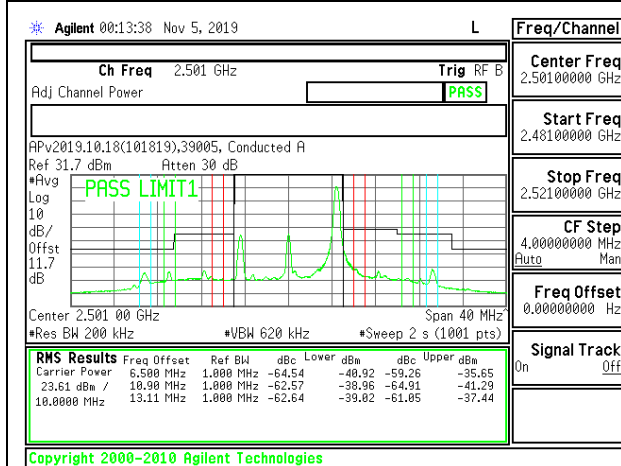 Agilent 00:13:38 Nov 5, 2019 L
Freq/Channel
Ch Freq 2.501 GHz Trig RF B
Adj Channel Power PASS
Center Freq
2.50100000 GHz
Start Freq
2.48100000 GHz
Stop Freq
2.52100000 GHz
CF Step
4.00000000 MHz
Auto Man
Freq Offset
0.00000000 Hz
Signal Track
On Off
APv2019.10.18(101819),39005, Conducted A
Ref 31.7 dBm Atten 30 dB
#Avg
Log
10
dB/
Offst
11.7
dB
PASS LIMIT1
Center 2.501 00 GHz Span 40 MHz
#Res BW 200 kHz #VBW 620 kHz #Sweep 2 s (1001 pts)
RMS Results Freq Offset Ref BW dBc Lower dBm dBc Upper dBm
Carrier Power 6.500 MHz 1.000 MHz -64.54 -40.92 -59.26 -35.65
23.61 dBm / 10.90 MHz 1.000 MHz -62.57 -38.96 -64.91 -41.29
10.0000 MHz 13.11 MHz 1.000 MHz -62.64 -39.02 -61.05 -37.44
Copyright 2000-2010 Agilent Technologies